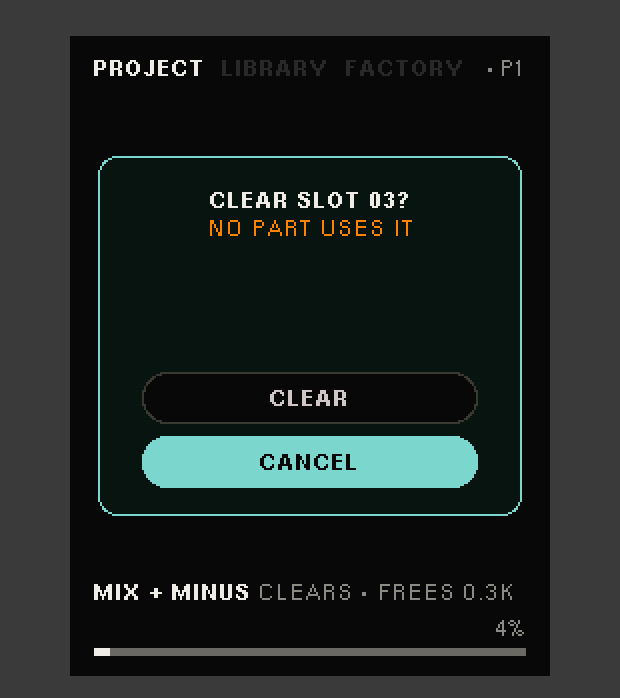 PROJECT LIBRARY FACTORY • P1
CLEAR SLOT 03?
NO PART USES IT
CLEAR
CANCEL
MIX + MINUS CLEARS • FREES 0.3K
4%